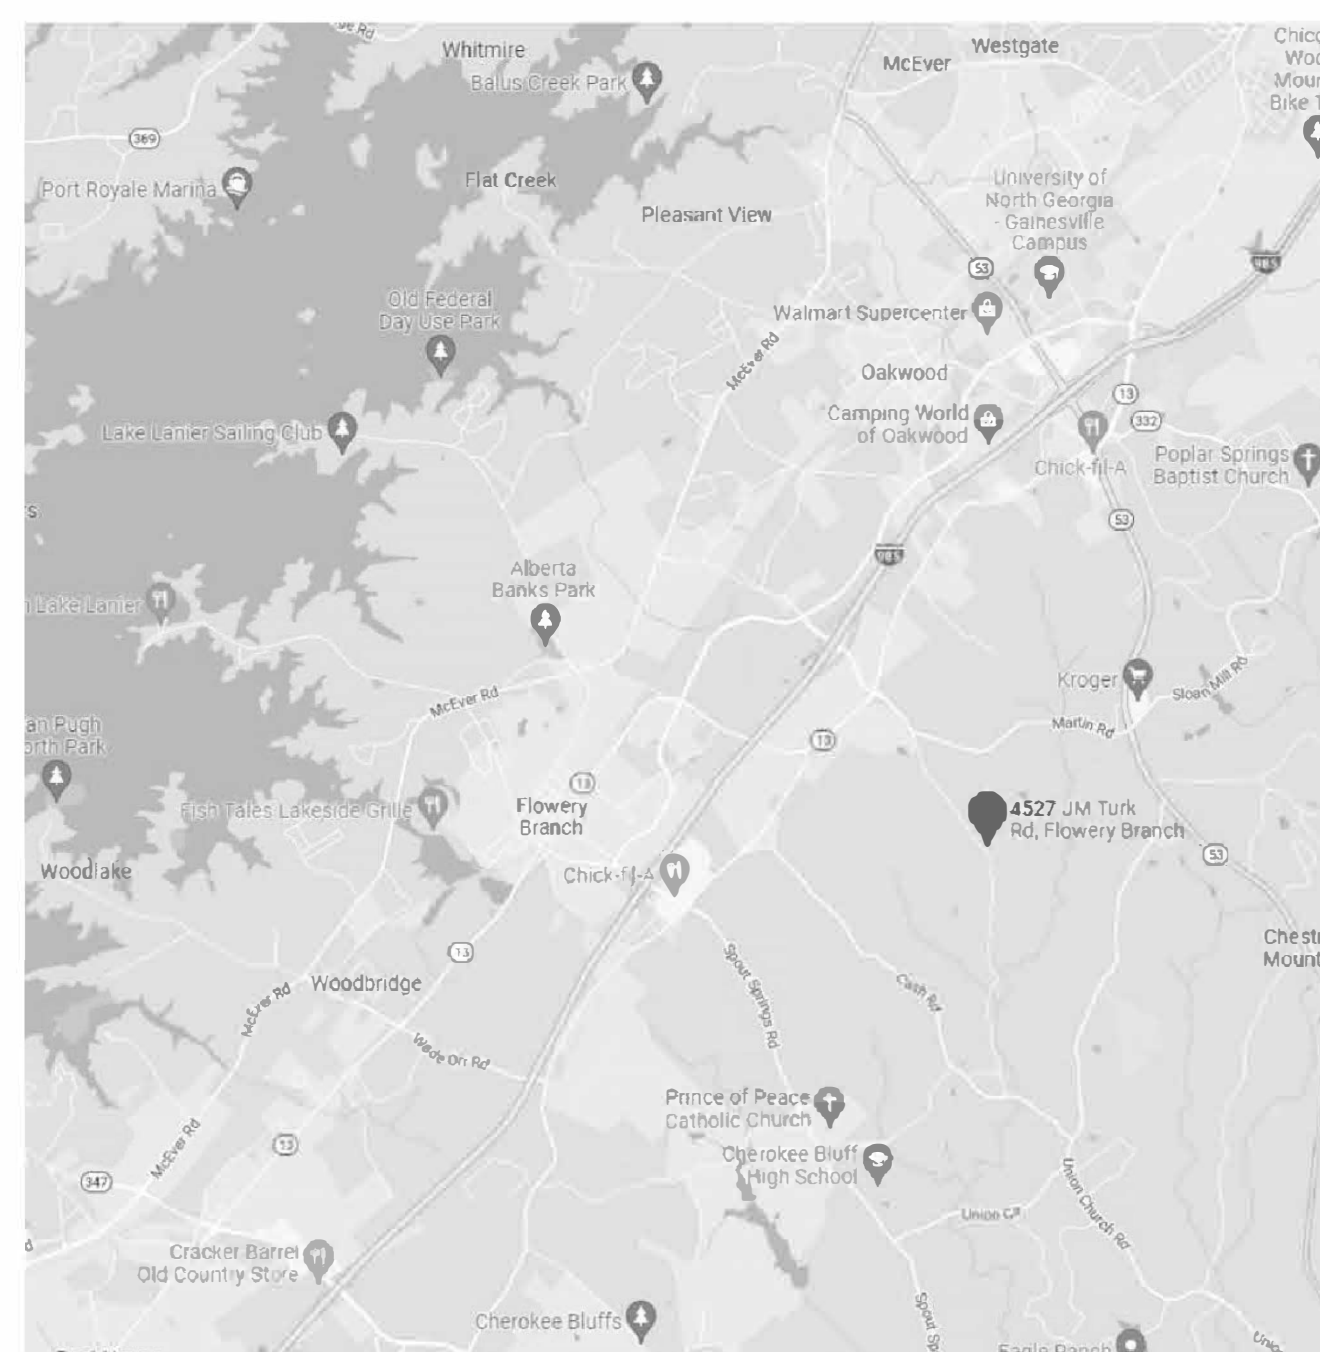 Whitmire
Westgate
McEver
Balus Creek Park
369
Port Royale Marina
Flat Creek
Pleasant View
University of
North Georgia
- Gainesville
Campus
53
985
Old Federal
Day Use Park
Walmart Supercenter
McEver Rd
Oakwood
13
332
Camping World
of Oakwood
Lake Lanier Sailing Club
Chick-fil-A
Poplar Springs
Baptist Church
53
985
Alberta
Banks Park
Lake Lanier
Kroger
Sloan Mill Rd
McEver Rd
Martin Rd
13
13
Fish Tales Lakeside Grille
Flowery
Branch
4527 JM Turk
Rd, Flowery Branch
53
Woodlake
Chick-fil-A
13
Spout Springs Rd
Cash Rd
Woodbridge
McEver Rd
Wade Orr Rd
Prince of Peace
Catholic Church
Cherokee Bluff
High School
McEver Rd
13
347
Union Church Rd
Union Cir
Cracker Barrel
Old Country Store
Cherokee Bluffs
Eagle Ranch